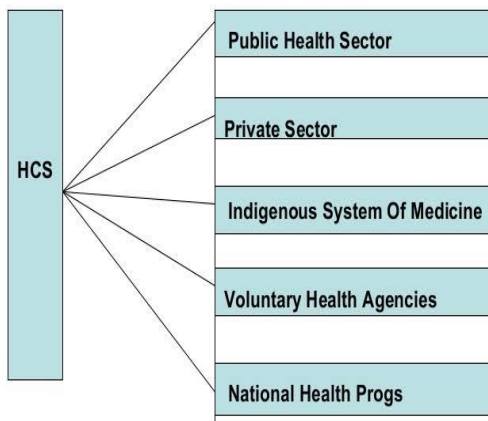 HCS
Public Health Sector
Private Sector
Indigenous System Of Medicine
Voluntary Health Agencies
National Health Progs